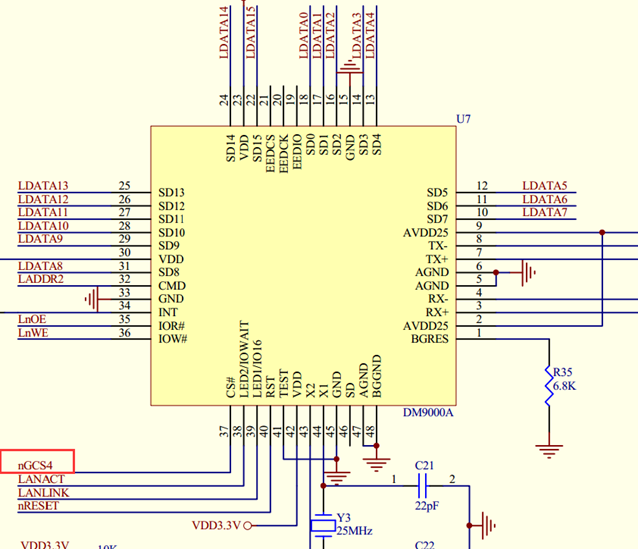 LDATA14
LDATA15
LDATA0
LDATA1
LDATA2
LDATA3
LDATA4
24
23
22
21
20
19
18
17
16
15
14
13
U7
SD14
VDD
SD15
EEDCS
EEDCK
EEDIO
SD0
SD1
SD2
GND
SD3
SD4
LDATA13 25 SD13
LDATA12 26 SD12
LDATA11 27 SD11
LDATA10 28 SD10
LDATA9 29 SD9
30 VDD
LDATA8 31 SD8
LADDR2 32 CMD
33 GND
34 INT
LnOE 35 IOR#
LnWE 36 IOW#
SD5 12 LDATA5
SD6 11 LDATA6
SD7 10 LDATA7
AVDD25 9
TX- 8
TX+ 7
AGND 6
AGND 5
RX- 4
RX+ 3
AVDD25 2
BGRES 1
R35
6.8K
CS#
LED2/IOWAIT
LED1/IO16
RST
TEST
VDD
X2
X1
GND
SD
AGND
BGGND
DM9000A
37
38
39
40
41
42
43
44
45
46
47
48
nGCS4
LANACT
LANLINK
nRESET
VDD3.3V
C21
1 2
22pF
Y3
25MHz
VDD3.3V
10K
C22